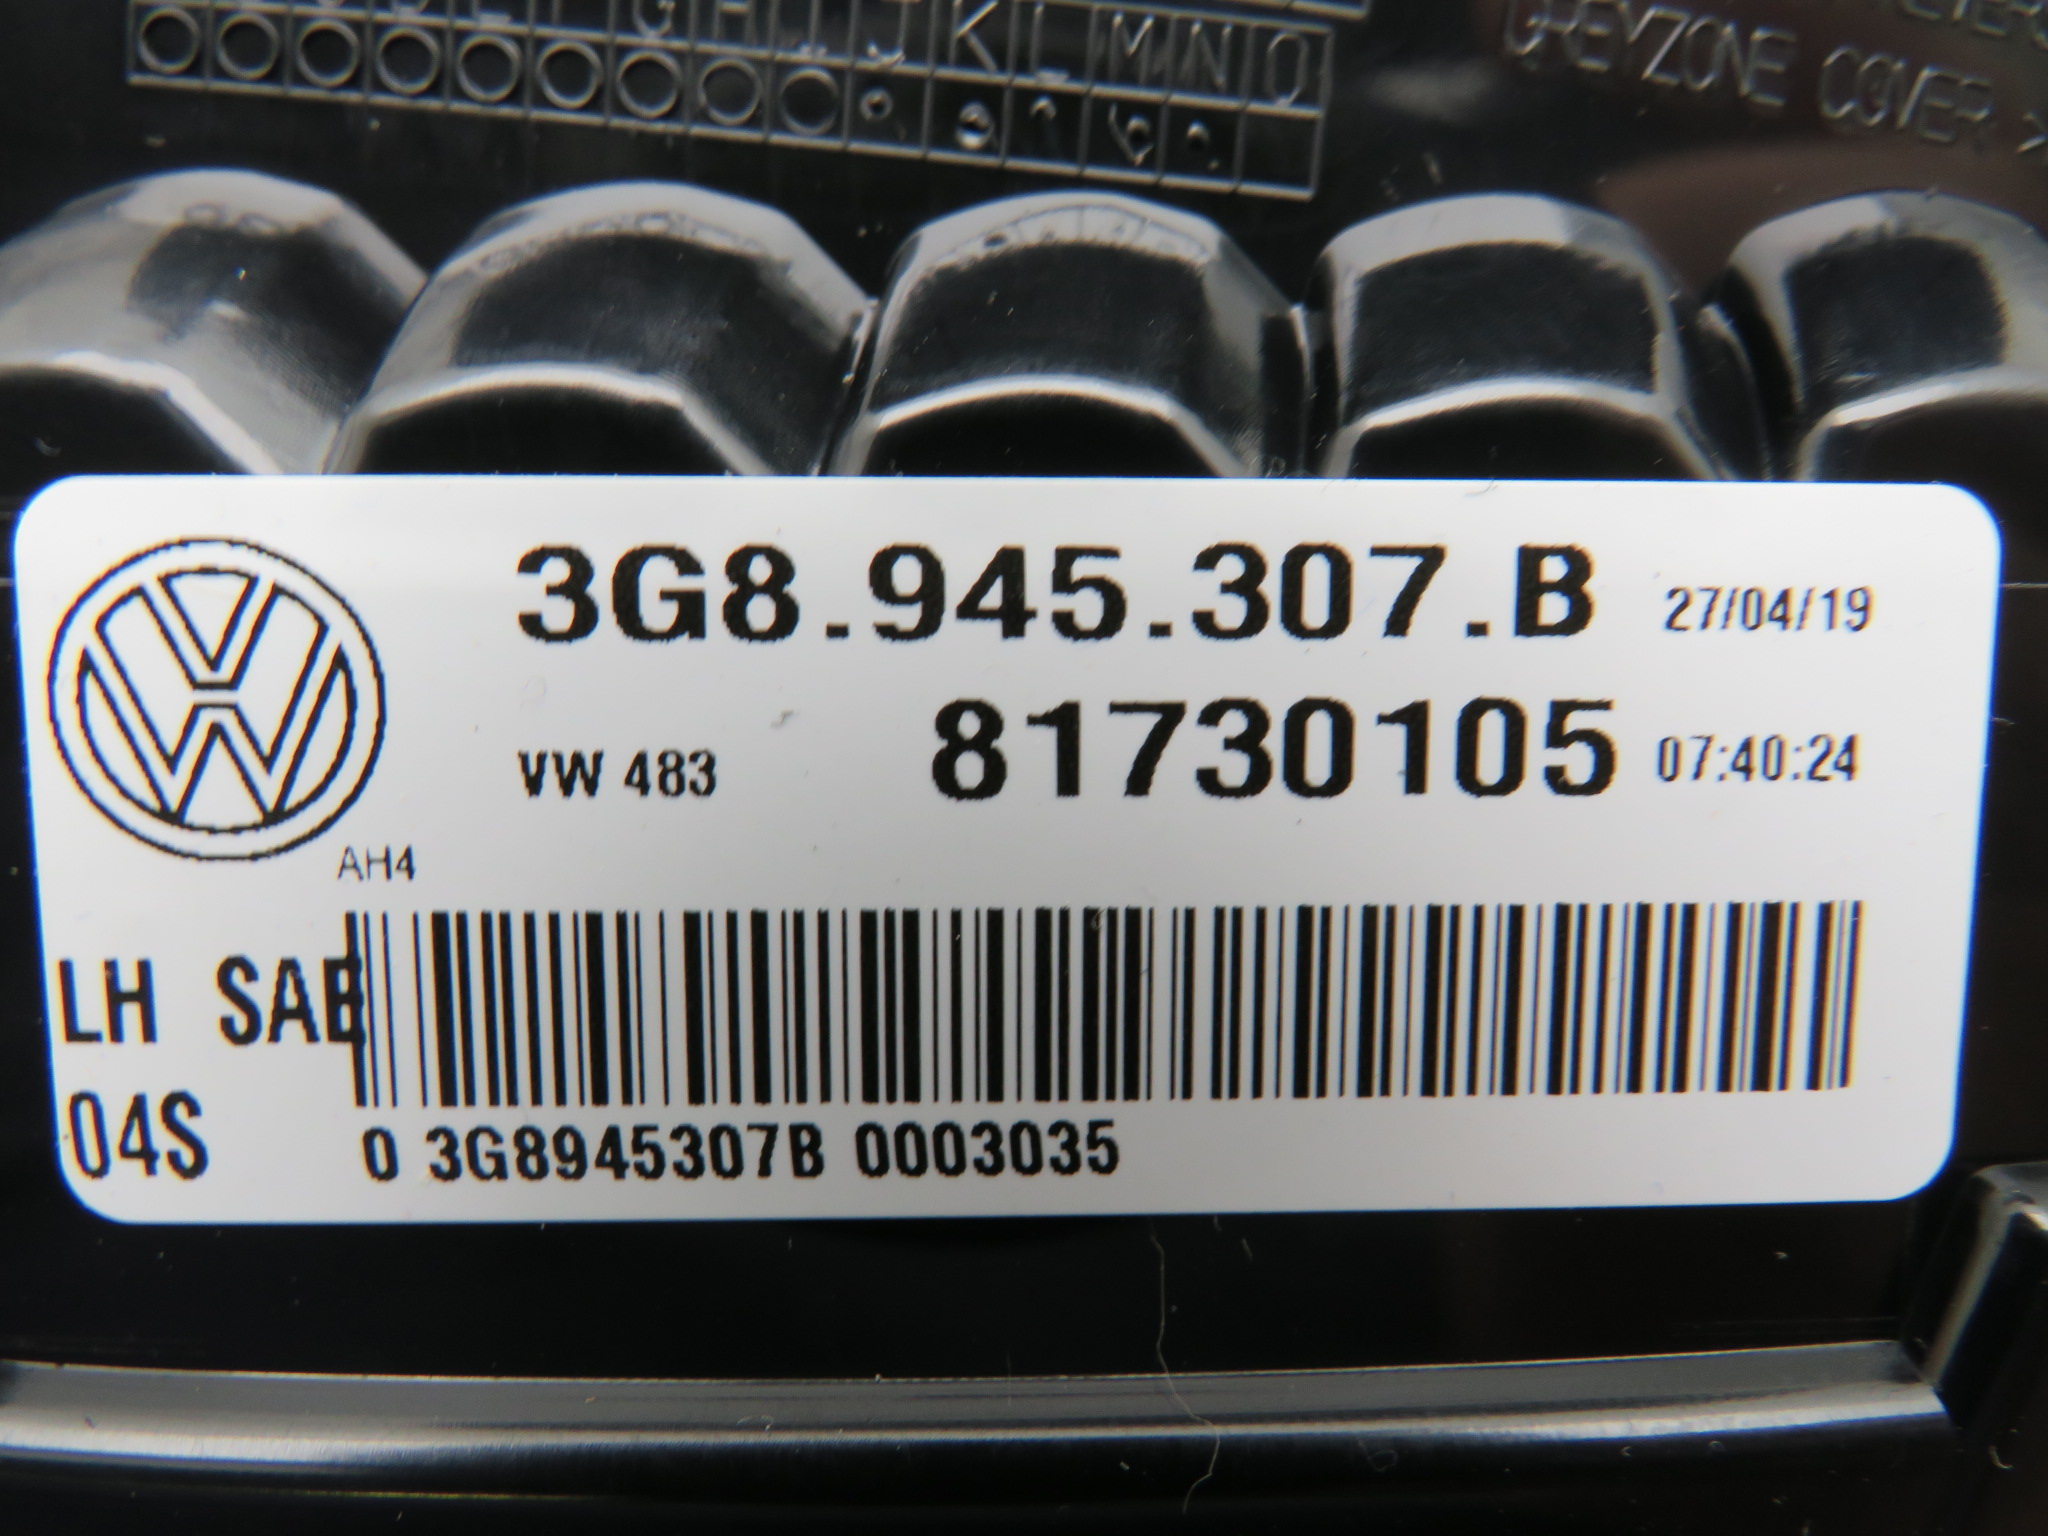 G H I J K L M N O
GREYZONE COVER >
3G8.945.307.B 27/04/19
VW 483 81730105 07:40:24
AH4
LH SAE
04S
0 3G8945307B 0003035